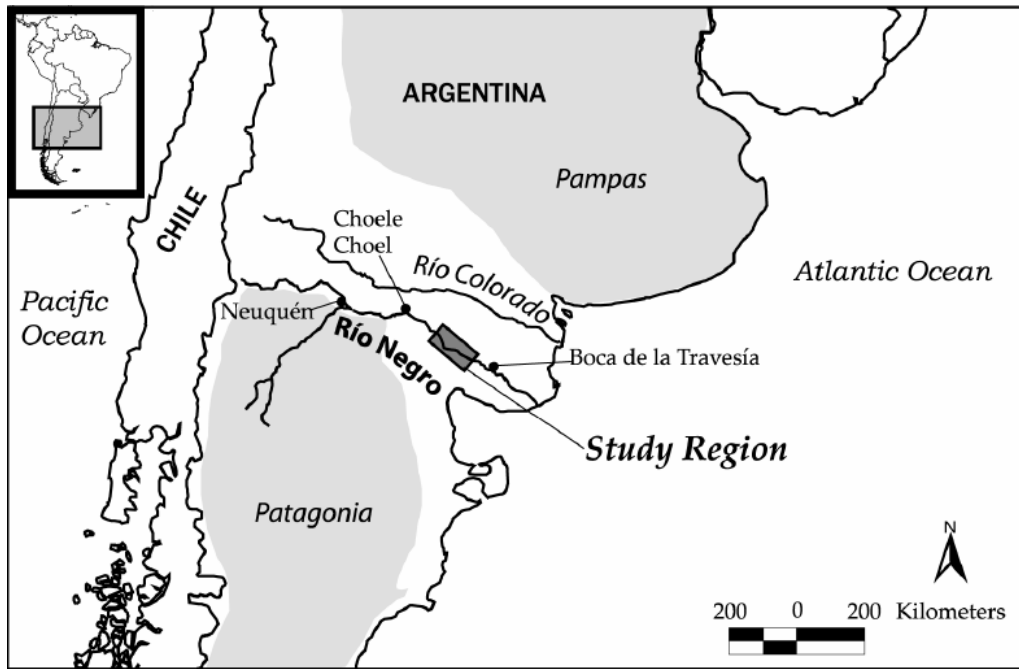 ARGENTINA
Pampas
CHILE
Choele
Choel
Río Colorado
Atlantic Ocean
Pacific
Ocean
Neuquén
Río Negro
Boca de la Travesía
Study Region
Patagonia
N
200 0 200 Kilometers